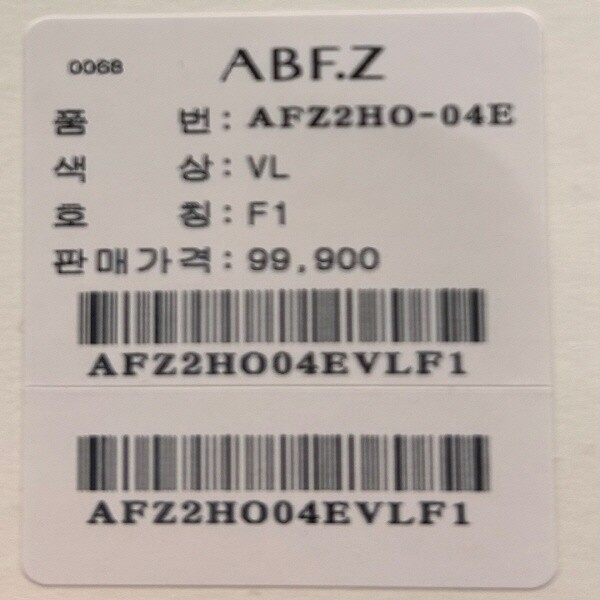 0068 ABF.Z
품 번 : AFZ2HO-04E
색 상 : VL
호 칭 : F1
판매가격 : 99,900
AFZ2HO04EVLF1
AFZ2HO04EVLF1